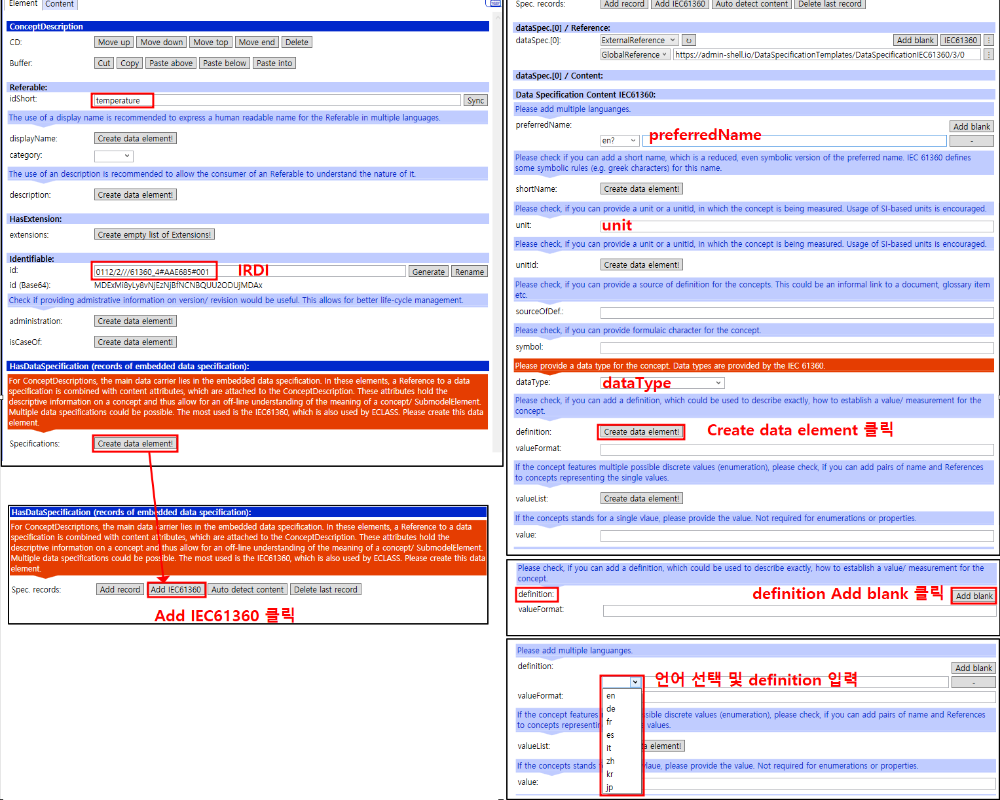 Element Content
ConceptDescription
CD: Move up Move down Move top Move end Delete
Buffer: Cut Copy Paste above Paste below Paste into
Referable:
idShort: temperature Sync
The use of a display name is recommended to express a human readable name for the Referable in multiple languages.
displayName: Create data element!
category:
The use of an description is recommended to allow the consumer of an Referable to understand the nature of it.
description: Create data element!
HasExtension:
extensions: Create empty list of Extensions!
Identifiable:
id: 0112/2///61360_4#AAE685#001 IRDI Generate Rename
id (Base64): MDExMi8yLy8vNjEzNjBfNCNBQUU2ODUjMDAx
Check if providing admistrative information on version/ revision would be useful. This allows for better life-cycle management.
administration: Create data element!
isCaseOf: Create data element!
HasDataSpecification (records of embedded data specification):
For ConceptDescriptions, the main data carrier lies in the embedded data specification. In these elements, a Reference to a data
specification is combined with content attributes, which are attached to the ConceptDescription. These attributes hold the
descriptive information on a concept and thus allow for an off-line understanding of the meaning of a concept/ SubmodelElement.
Multiple data specifications could be possible. The most used is the IEC61360, which is also used by ECLASS. Please create this data
element.
Specifications: Create data element!
HasDataSpecification (records of embedded data specification):
For ConceptDescriptions, the main data carrier lies in the embedded data specification. In these elements, a Reference to a data
specification is combined with content attributes, which are attached to the ConceptDescription. These attributes hold the
descriptive information on a concept and thus allow for an off-line understanding of the meaning of a concept/ SubmodelElement.
Multiple data specifications could be possible. The most used is the IEC61360, which is also used by ECLASS. Please create this data
element.
Spec. records: Add record Add IEC61360 Auto detect content Delete last record
Add IEC61360 클릭
Spec. records: Add record Add IEC61360 Auto detect content Delete last record
dataSpec.[0] / Reference:
dataSpec.[0]: ExternalReference ↻ Add blank IEC61360 ⋮
GlobalReference https://admin-shell.io/DataSpecificationTemplates/DataSpecificationIEC61360/3/0 ⋮
dataSpec.[0] / Content:
Data Specification Content IEC61360:
Please add multiple languanges.
preferredName: Add blank
en? preferredName -
Please check if you can add a short name, which is a reduced, even symbolic version of the preferred name. IEC 61360 defines
some symbolic rules (e.g. greek characters) for this name.
shortName: Create data element!
Please check, if you can provide a unit or a unitId, in which the concept is being measured. Usage of SI-based units is encouraged.
unit: unit
Please check, if you can provide a unit or a unitId, in which the concept is being measured. Usage of SI-based units is encouraged.
unitId: Create data element!
Please check, if you can provide a source of definition for the concepts. This could be an informal link to a document, glossary item
etc.
sourceOfDef.:
Please check, if you can provide formulaic character for the concept.
symbol:
Please provide a data type for the concept. Data types are provided by the IEC 61360.
dataType: dataType
Please check, if you can add a definition, which could be used to describe exactly, how to establish a value/ measurement for the
concept.
definition: Create data element! Create data element 클릭
valueFormat:
If the concept features multiple possible discrete values (enumeration), please check, if you can add pairs of name and References
to concepts representing the single values.
valueList: Create data element!
If the concepts stands for a single vlaue, please provide the value. Not required for enumerations or properties.
value:
Please check, if you can add a definition, which could be used to describe exactly, how to establish a value/ measurement for the
concept.
definition: definition Add blank 클릭 Add blank
valueFormat:
Please add multiple languanges.
definition: Add blank
언어 선택 및 definition 입력 -
valueFormat: en
de
If the concept features ssible discrete values (enumeration), please check, if you can add pairs of name and References
fr
to concepts representin values.
es
valueList: it a element!
zh
If the concepts stands vlaue, please provide the value. Not required for enumerations or properties.
kr
value: jp